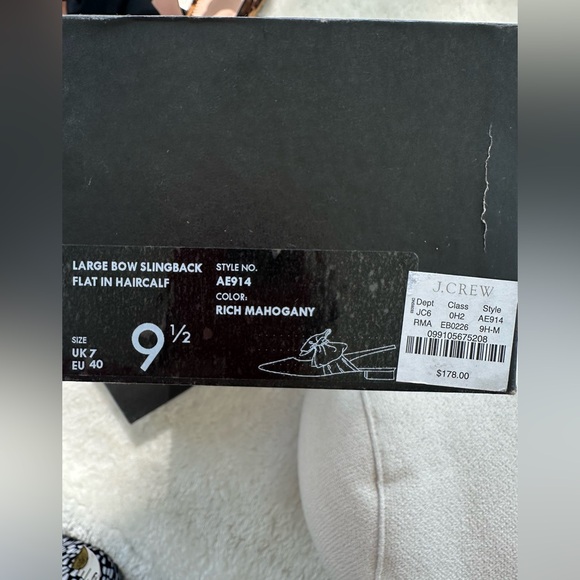 LARGE BOW SLINGBACK
FLAT IN HAIRCALF
STYLE NO.
AE914
COLOR:
RICH MAHOGANY
SIZE
UK 7
EU 40
9 1/2
J.CREW
Dept Class Style
JC6 0H2 AE914
RMA EB0226 9H-M
099105675208
$178.00